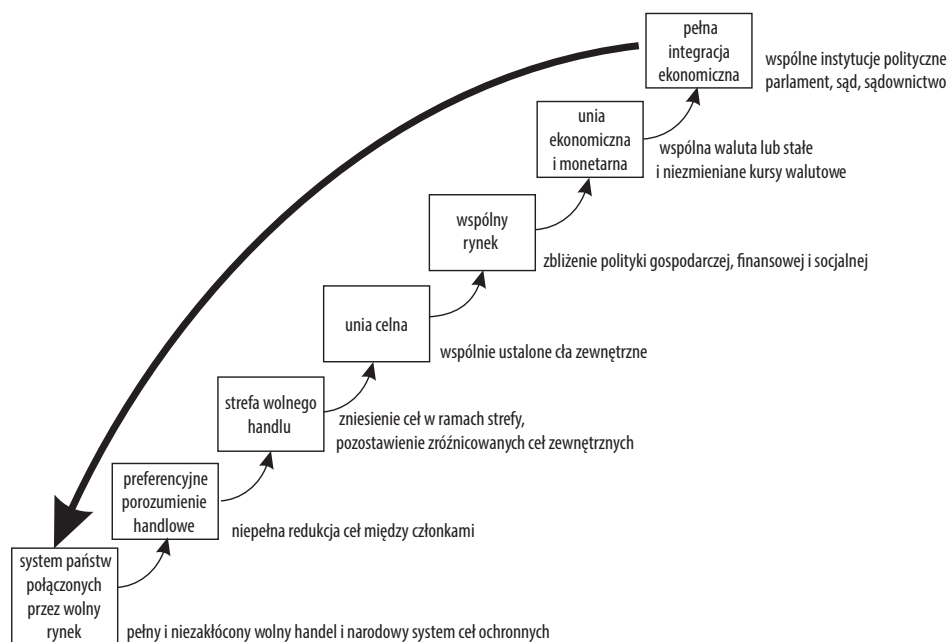 pełna
integracja
ekonomiczna
wspólne instytucje polityczne
parlament, sąd, sądownictwo
unia
ekonomiczna
i monetarna
wspólna waluta lub stałe
i niezmieniane kursy walutowe
wspólny
rynek
zbliżenie polityki gospodarczej, finansowej i socjalnej
unia celna
wspólnie ustalone cła zewnętrzne
strefa wolnego
handlu
zniesienie ceł w ramach strefy,
pozostawienie zróżnicowanych ceł zewnętrznych
preferencyjne
porozumienie
handlowe
niepełna redukcja ceł między członkami
system państw
połączonych
przez wolny
rynek
pełny i niezakłócony wolny handel i narodowy system ceł ochronnych